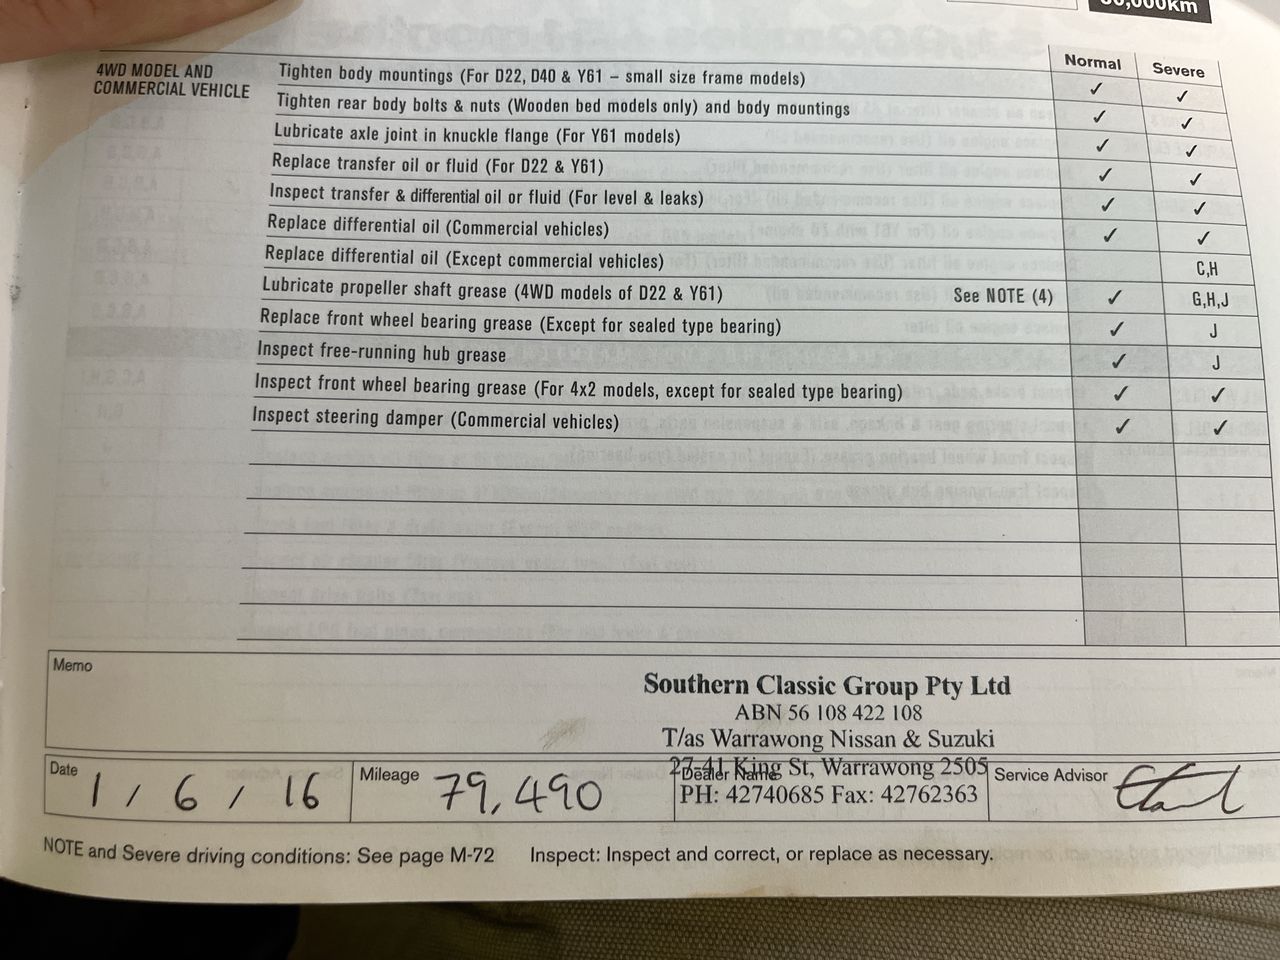 80,000km
Normal Severe
4WD MODEL AND
COMMERCIAL VEHICLE
Tighten body mountings (For D22, D40 & Y61 – small size frame models) ✓ ✓
Tighten rear body bolts & nuts (Wooden bed models only) and body mountings ✓ ✓
Lubricate axle joint in knuckle flange (For Y61 models) ✓ ✓
Replace transfer oil or fluid (For D22 & Y61) ✓ ✓
Inspect transfer & differential oil or fluid (For level & leaks) ✓ ✓
Replace differential oil (Commercial vehicles) ✓ ✓
Replace differential oil (Except commercial vehicles) C,H
Lubricate propeller shaft grease (4WD models of D22 & Y61) See NOTE (4) ✓ G,H,J
Replace front wheel bearing grease (Except for sealed type bearing) ✓ J
Inspect free-running hub grease ✓ J
Inspect front wheel bearing grease (For 4x2 models, except for sealed type bearing) ✓ ✓
Inspect steering damper (Commercial vehicles) ✓ ✓
Memo
Southern Classic Group Pty Ltd
ABN 56 108 422 108
T/as Warrawong Nissan & Suzuki
27-41 King St, Warrawong 2505
PH: 42740685 Fax: 42762363
Date 1 / 6 / 16
Mileage 79,490
Dealer Name
Service Advisor
NOTE and Severe driving conditions: See page M-72 Inspect: Inspect and correct, or replace as necessary.